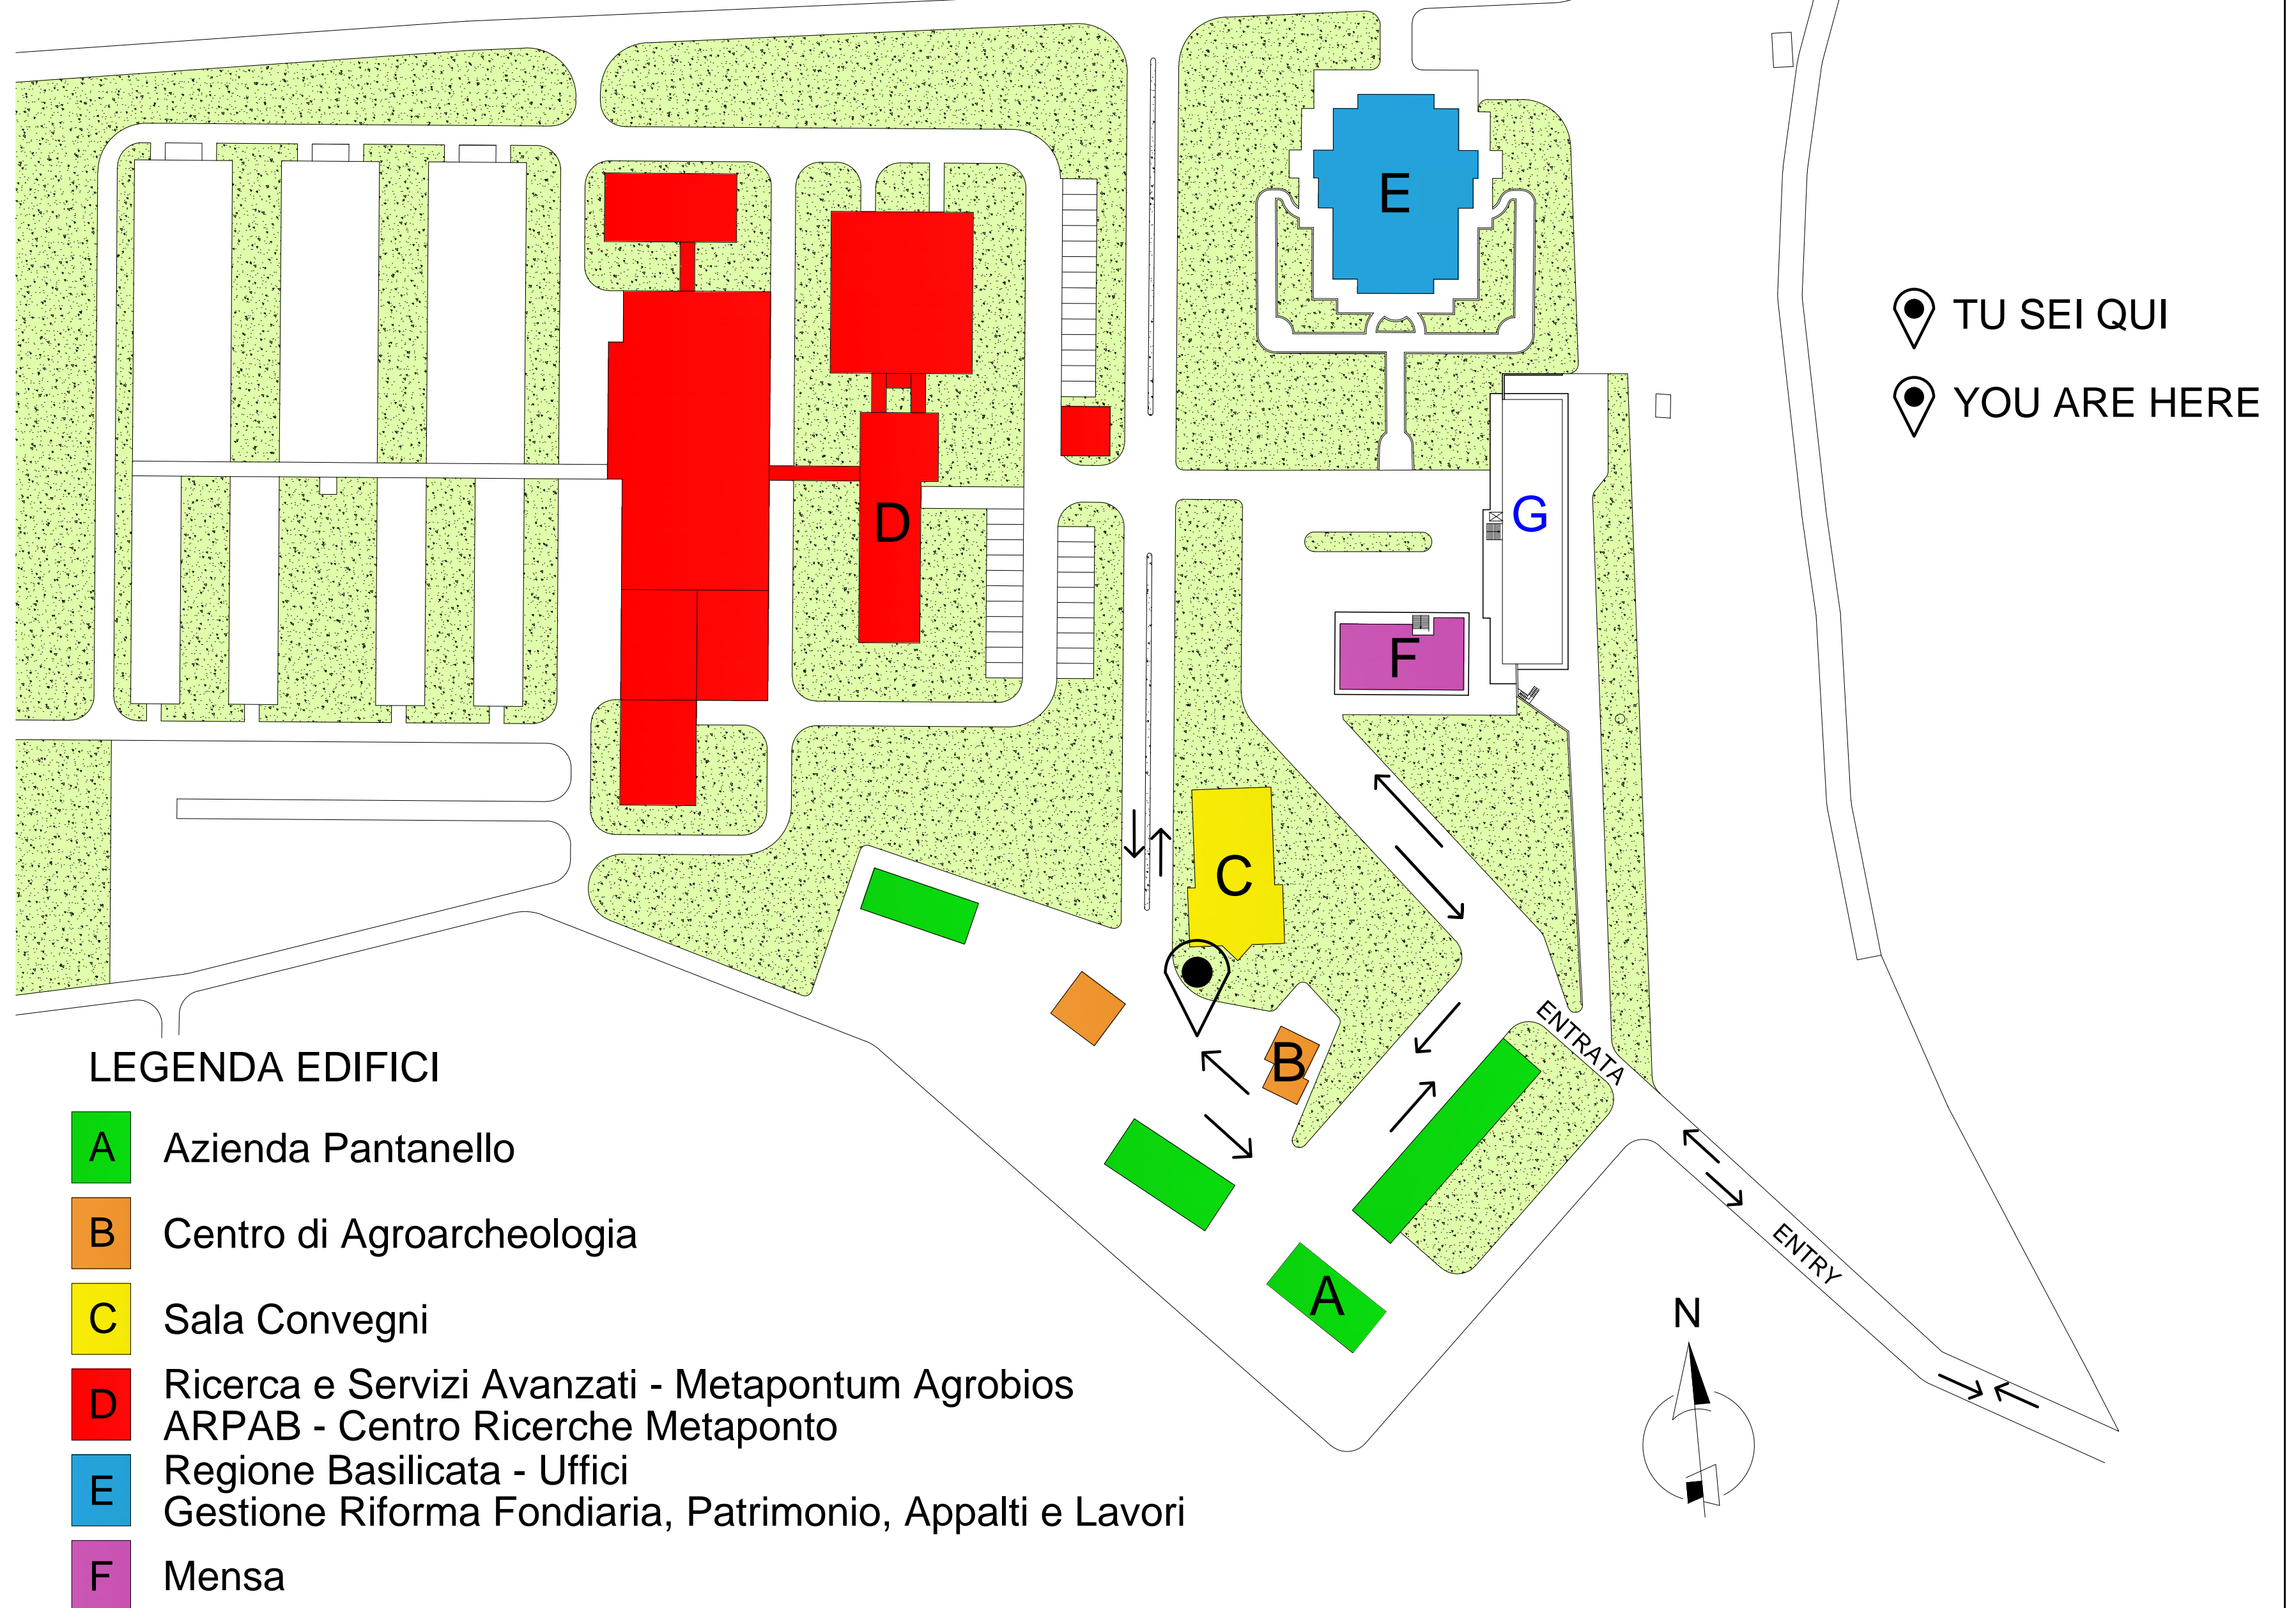 E
TU SEI QUI
YOU ARE HERE
G
D
F
C
ENTRATA
B
LEGENDA EDIFICI
A Azienda Pantanello
B Centro di Agroarcheologia
ENTRY
A
N
C Sala Convegni
D Ricerca e Servizi Avanzati - Metapontum Agrobios
ARPAB - Centro Ricerche Metaponto
E Regione Basilicata - Uffici
Gestione Riforma Fondiaria, Patrimonio, Appalti e Lavori
F Mensa